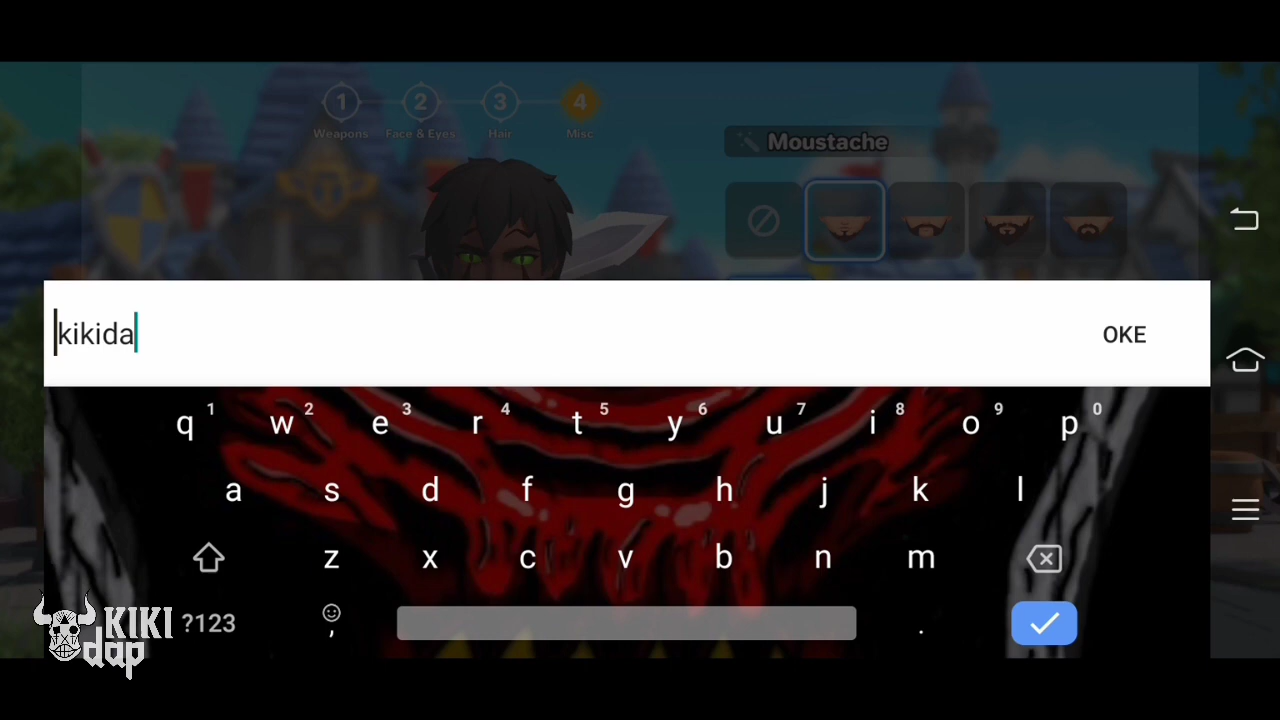 1 2 3 4
Weapons Face & Eyes Hair Misc
Moustache
kikida OKE
q1 w2 e3 r4 t5 y6 u7 i8 o9 p0
a s d f g h j k l
z x c v b n m
?123 , .
KIKI
dap